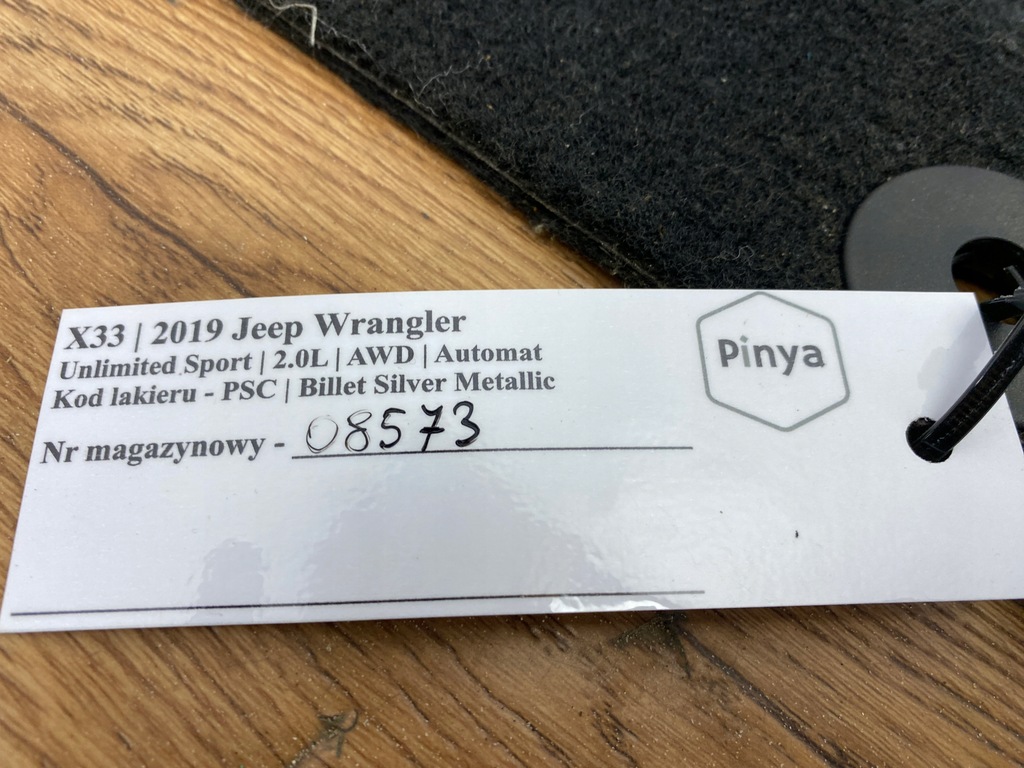 X33 | 2019 Jeep Wrangler
Unlimited Sport | 2.0L | AWD | Automat
Kod lakieru - PSC | Billet Silver Metallic
Nr magazynowy - 08573
Pinya